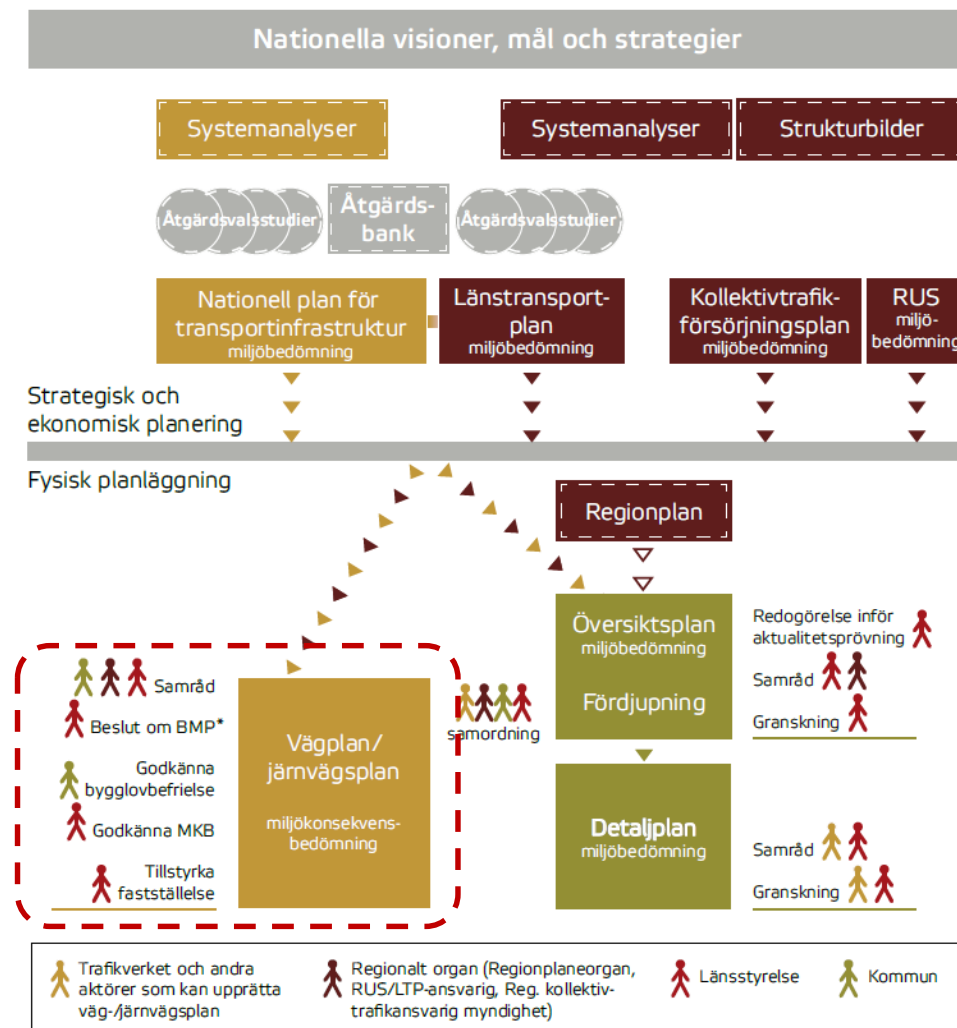 Nationella visioner, mål och strategier
Systemanalyser
Systemanalyser
Strukturbilder
Åtgärdsvalsstudier
Åtgärds-
bank
Åtgärdsvalsstudier
Nationell plan för
transportinfrastruktur
miljöbedömning
Länstransport-
plan
miljöbedömning
Kollektivtrafik-
försörjningsplan
miljöbedömning
RUS
miljö-
bedömning
Strategisk och
ekonomisk planering
Fysisk planläggning
Regionplan
Översiktsplan
miljöbedömning
Fördjupning
Redogörelse inför
aktualitetsprövning
Samråd
Granskning
Samråd
Beslut om BMP*
Godkänna
bygglovbefrielse
Godkänna MKB
Tillstyrka
fastställelse
Vägplan/
järnvägsplan
miljökonsekvens-
bedömning
samordning
Detaljplan
miljöbedömning
Samråd
Granskning
Trafikverket och andra
aktörer som kan upprätta
väg-/järnvägsplan
Regionalt organ (Regionplaneorgan,
RUS/LTP-ansvarig, Reg. kollektiv-
trafikansvarig myndighet)
Länsstyrelse
Kommun